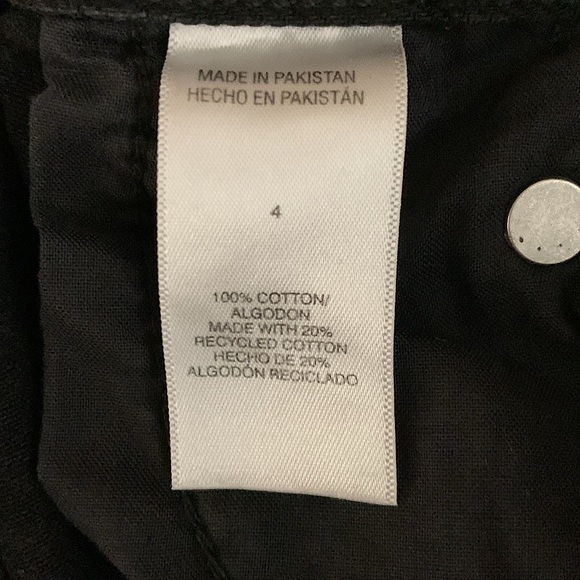 MADE IN PAKISTAN
HECHO EN PAKISTÁN
4
100% COTTON/
ALGODON
MADE WITH 20%
RECYCLED COTTON
HECHO DE 20%
ALGODÓN RECICLADO